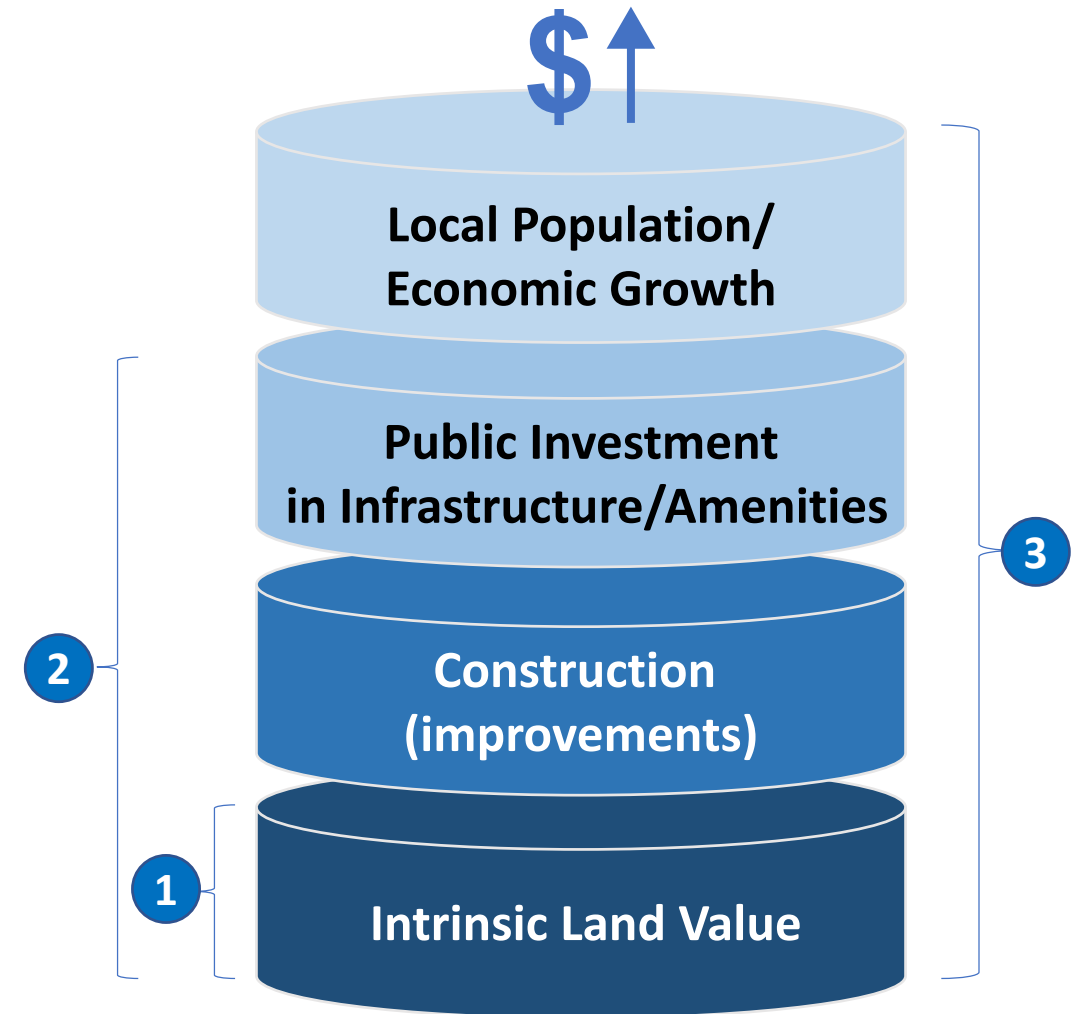 $
Local Population/
Economic Growth
Public Investment
in Infrastructure/Amenities
3
Construction
(improvements)
2
1
Intrinsic Land Value